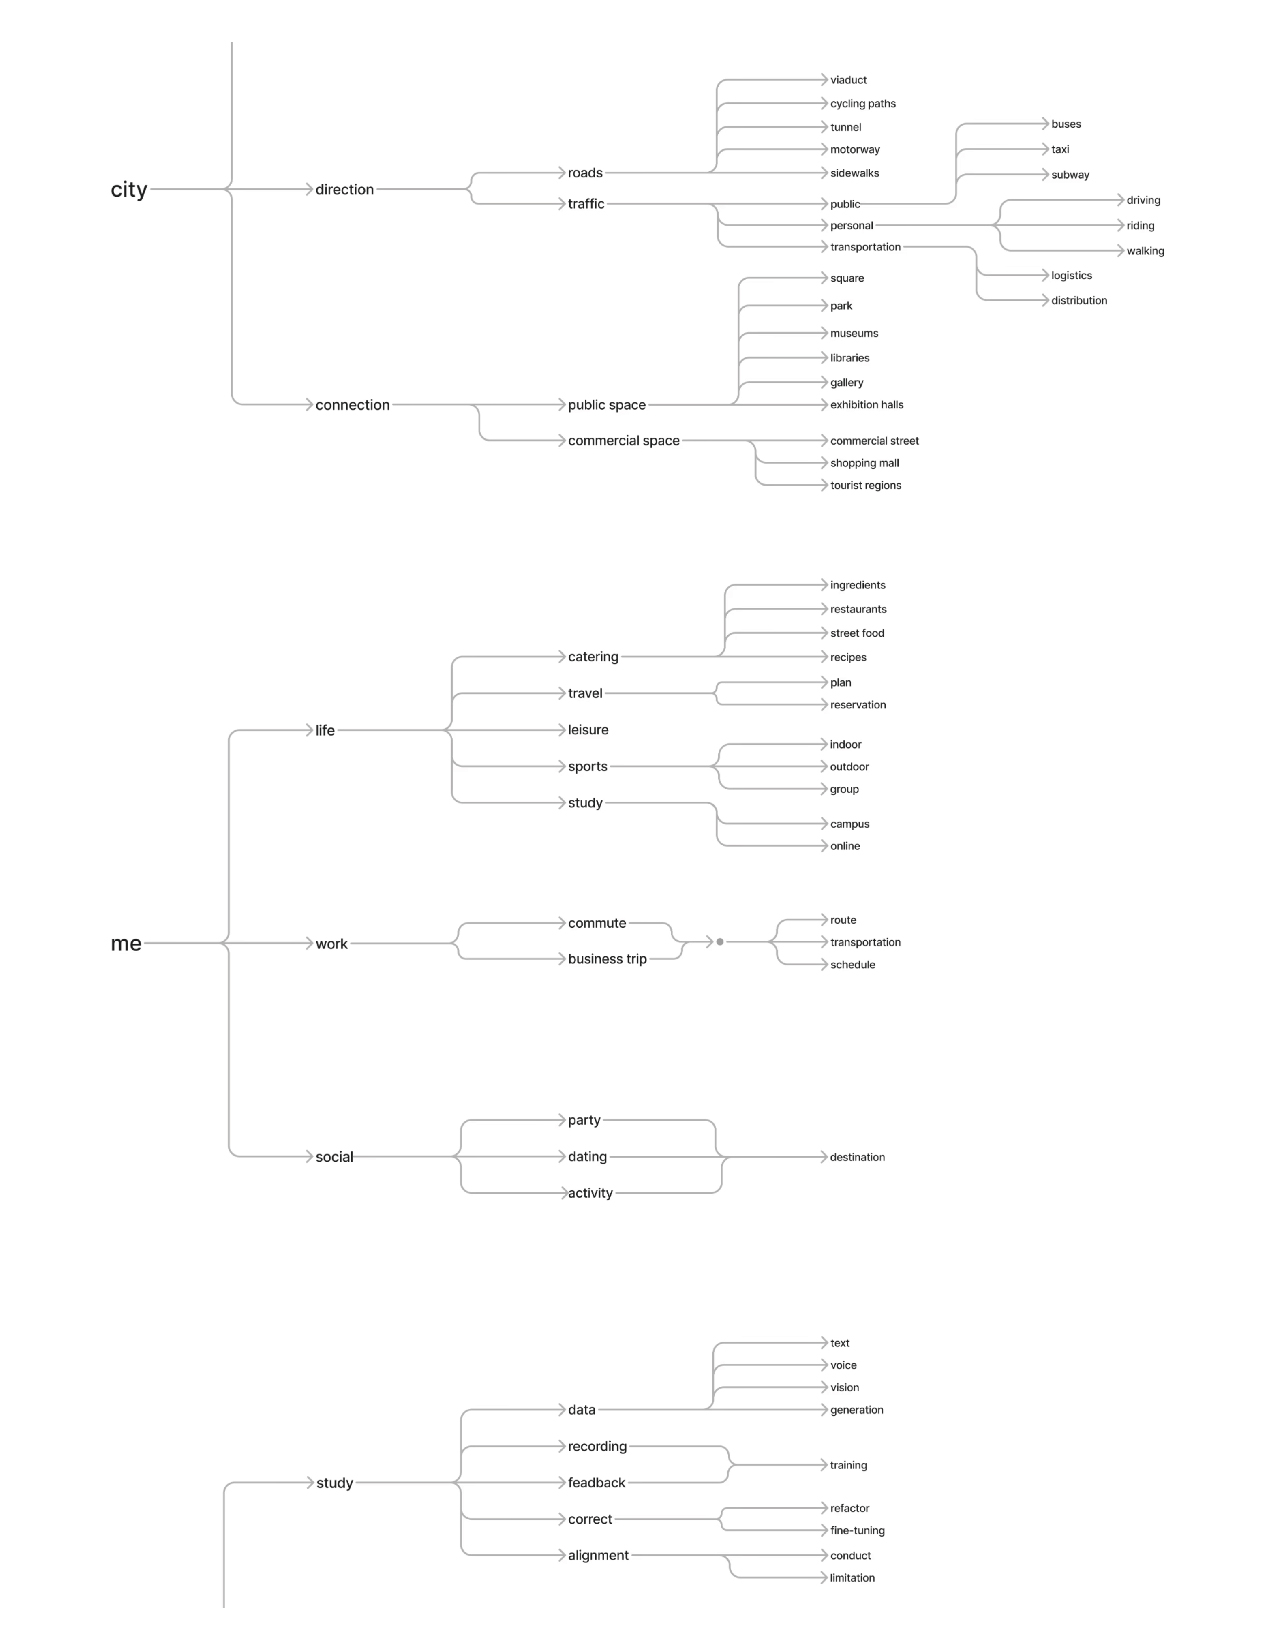 city
direction
roads
viaduct
cycling paths
tunnel
motorway
sidewalks
traffic
public
buses
taxi
subway
personal
driving
riding
walking
transportation
logistics
distribution
connection
public space
square
park
museums
libraries
gallery
exhibition halls
commercial space
commercial street
shopping mall
tourist regions
me
life
catering
ingredients
restaurants
street food
recipes
travel
plan
reservation
leisure
sports
indoor
outdoor
group
study
campus
online
work
commute
business trip
route
transportation
schedule
social
party
dating
activity
destination
study
data
text
voice
vision
generation
recording
feadback
training
correct
refactor
fine-tuning
alignment
conduct
limitation